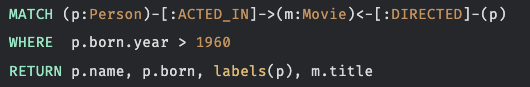 MATCH (p:Person)-[:ACTED_IN]->(m:Movie)<-[:DIRECTED]-(p)
WHERE  p.born.year > 1960
RETURN p.name, p.born, labels(p), m.title